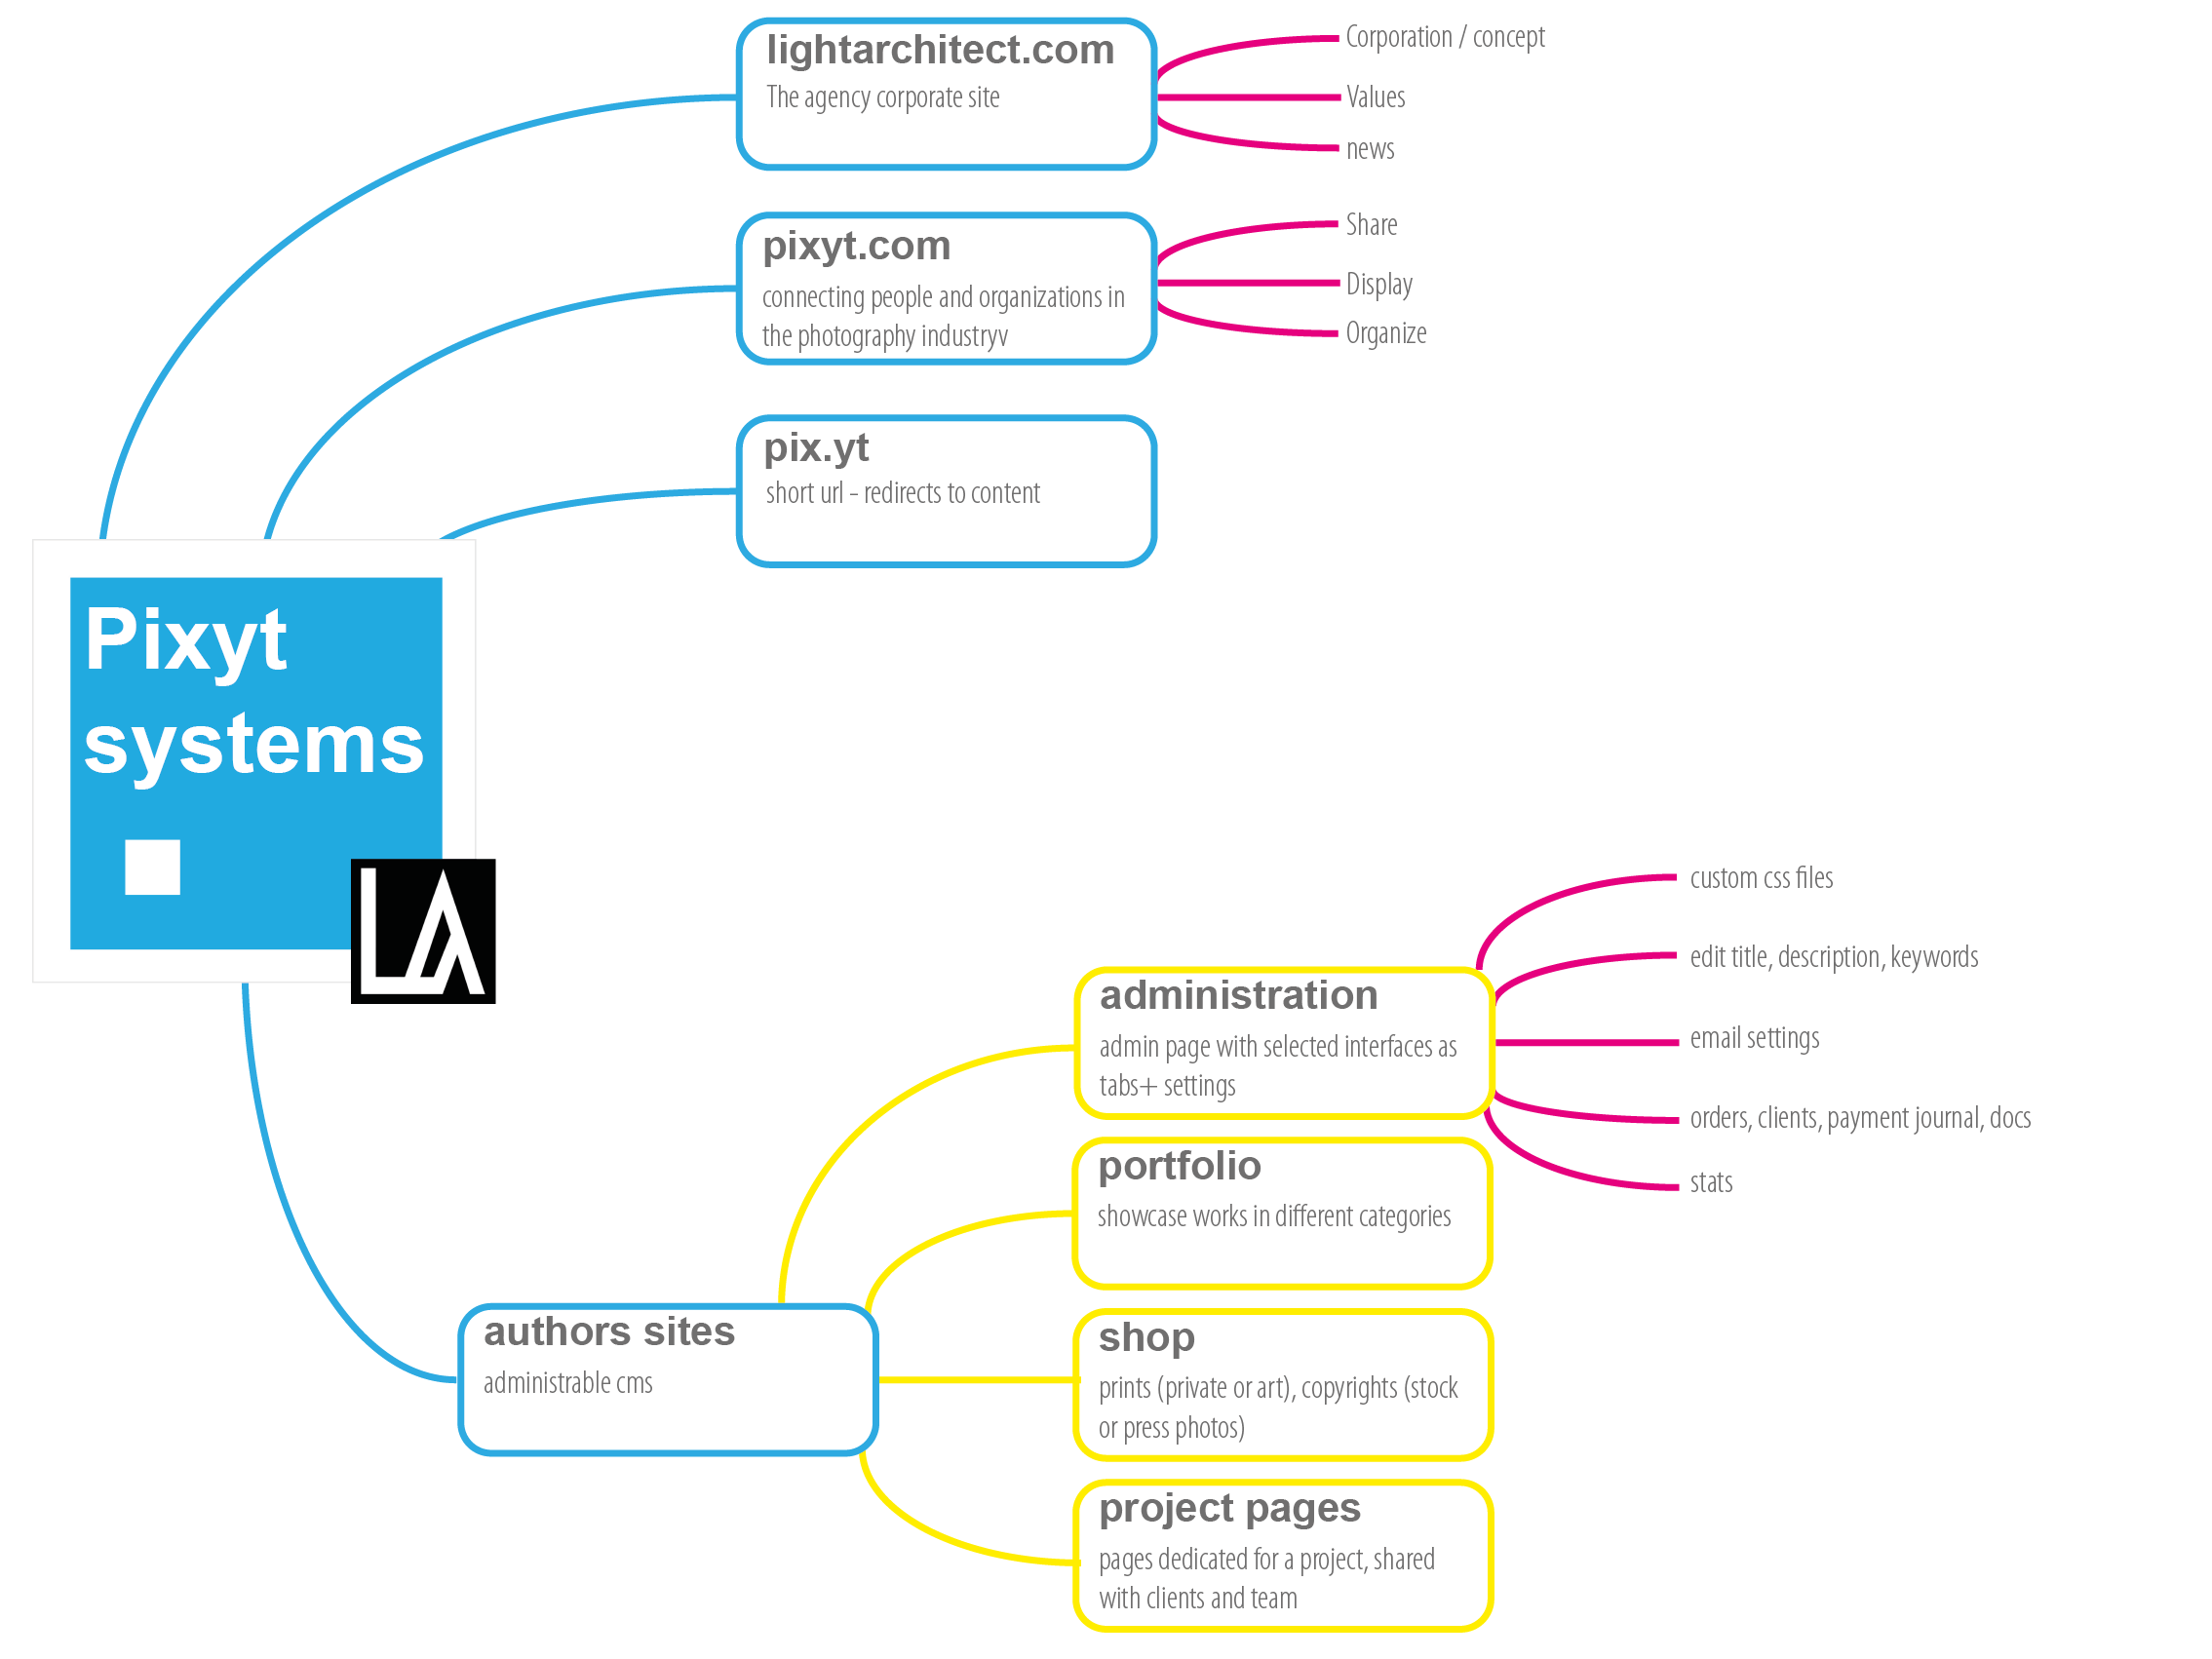 lightarchitect.com
The agency corporate site
Corporation / concept
Values
news
pixyt.com
connecting people and organizations in
the photography industryv
Share
Display
Organize
pix.yt
short url - redirects to content
Pixyt
systems
LA
authors sites
administrable cms
administration
admin page with selected interfaces as
tabs+ settings
custom css files
edit title, description, keywords
email settings
orders, clients, payment journal, docs
stats
portfolio
showcase works in different categories
shop
prints (private or art), copyrights (stock
or press photos)
project pages
pages dedicated for a project, shared
with clients and team